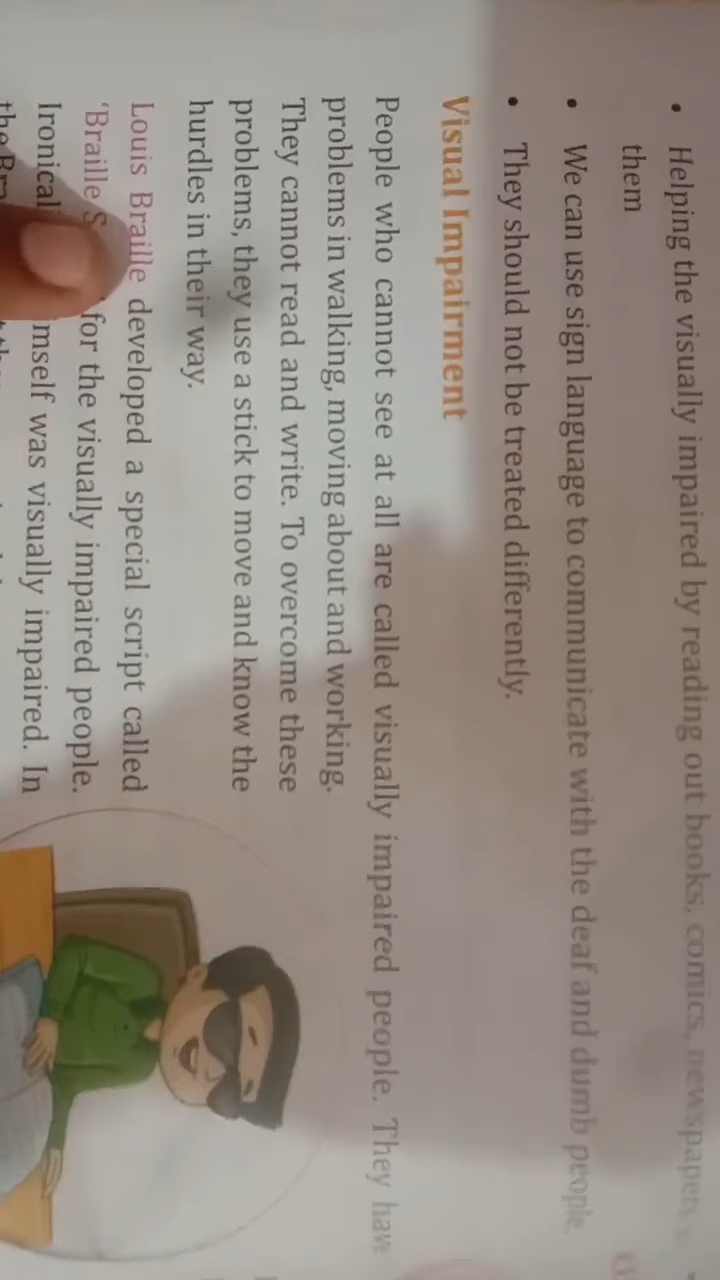 • Helping the visually impaired by reading out books, comics, newspapers
them
• We can use sign language to communicate with the deaf and dumb people.
• They should not be treated differently.
Visual Impairment
People who cannot see at all are called visually impaired people. They have
problems in walking, moving about and working.
They cannot read and write. To overcome these
problems, they use a stick to move and know the
hurdles in their way.
Louis Braille developed a special script called
‘Braille for the visually impaired people.
was visually impaired. In
the